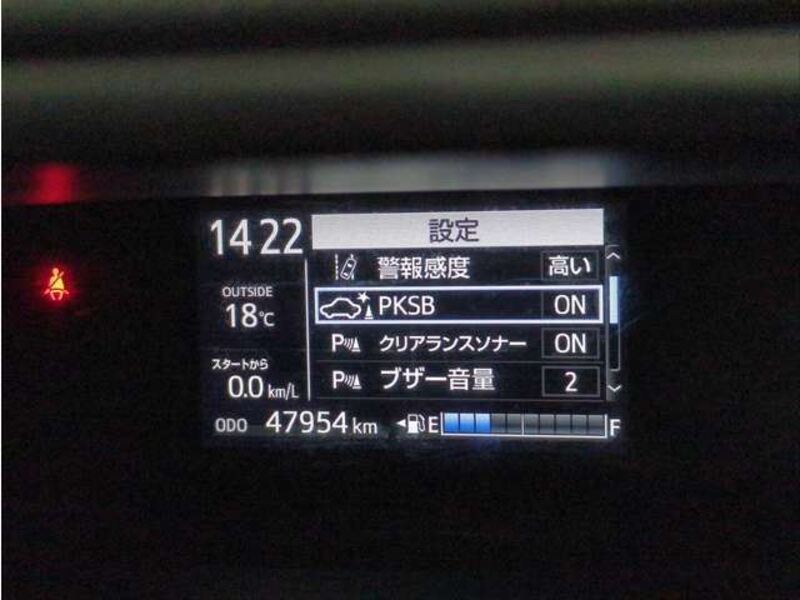 14 22
設定
警報感度 高い
OUTSIDE
18℃
PKSB ON
P クリアランスソナー ON
スタートから
0.0 km/L
P ブザー音量 2
ODO 47954 km E F